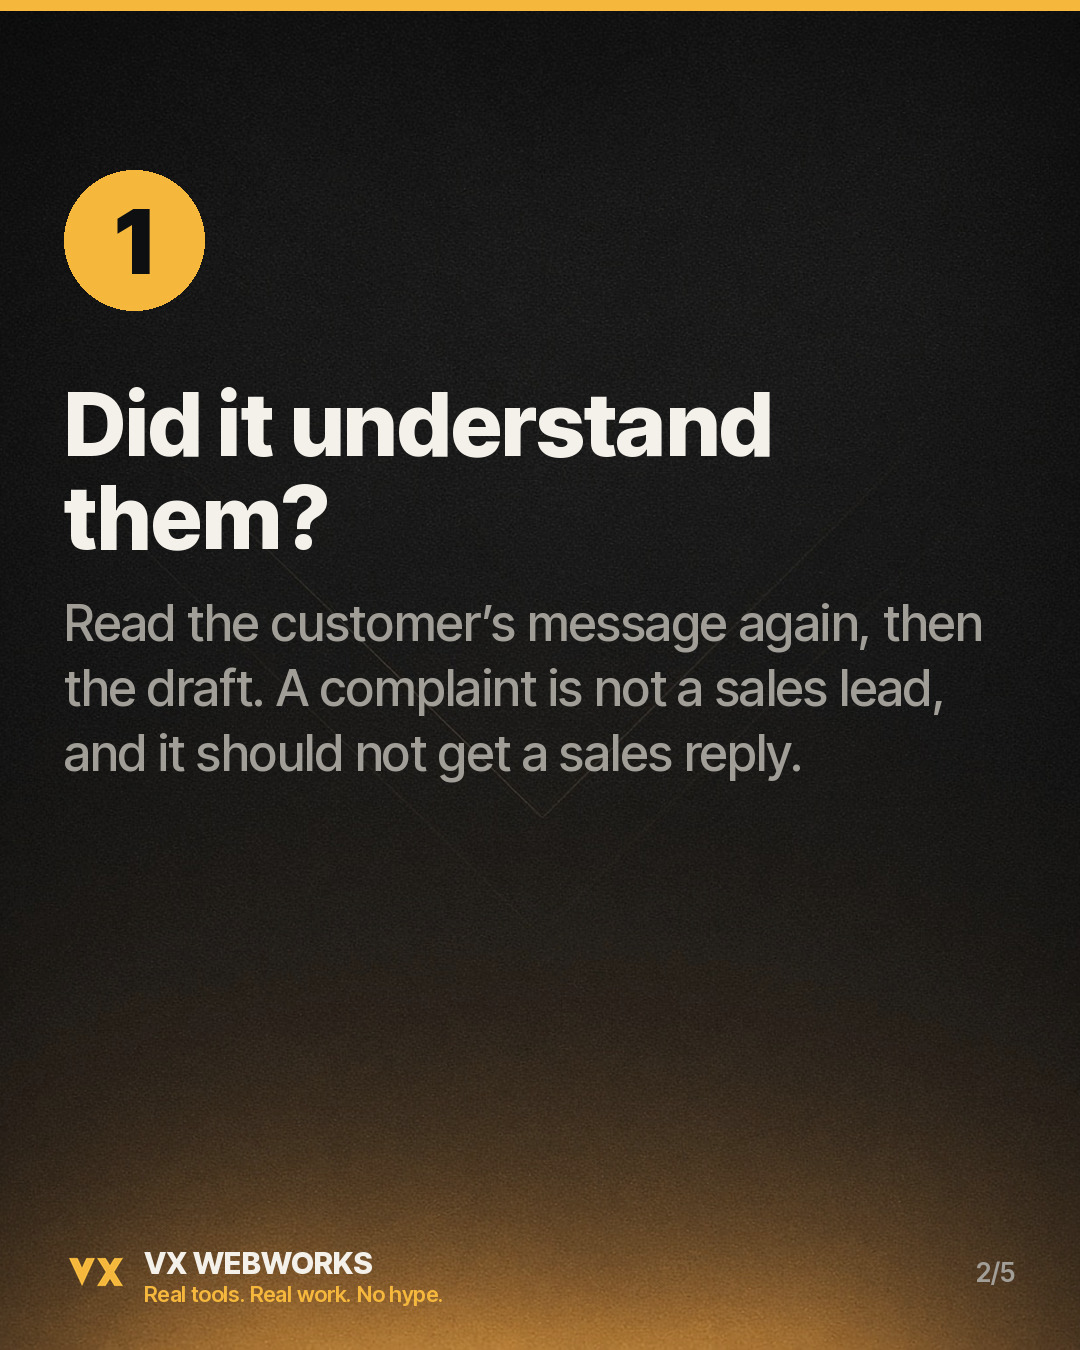 1
Did it understand
them?
Read the customer’s message again, then
the draft. A complaint is not a sales lead,
and it should not get a sales reply.
VX
VX WEBWORKS
Real tools. Real work. No hype.
2/5